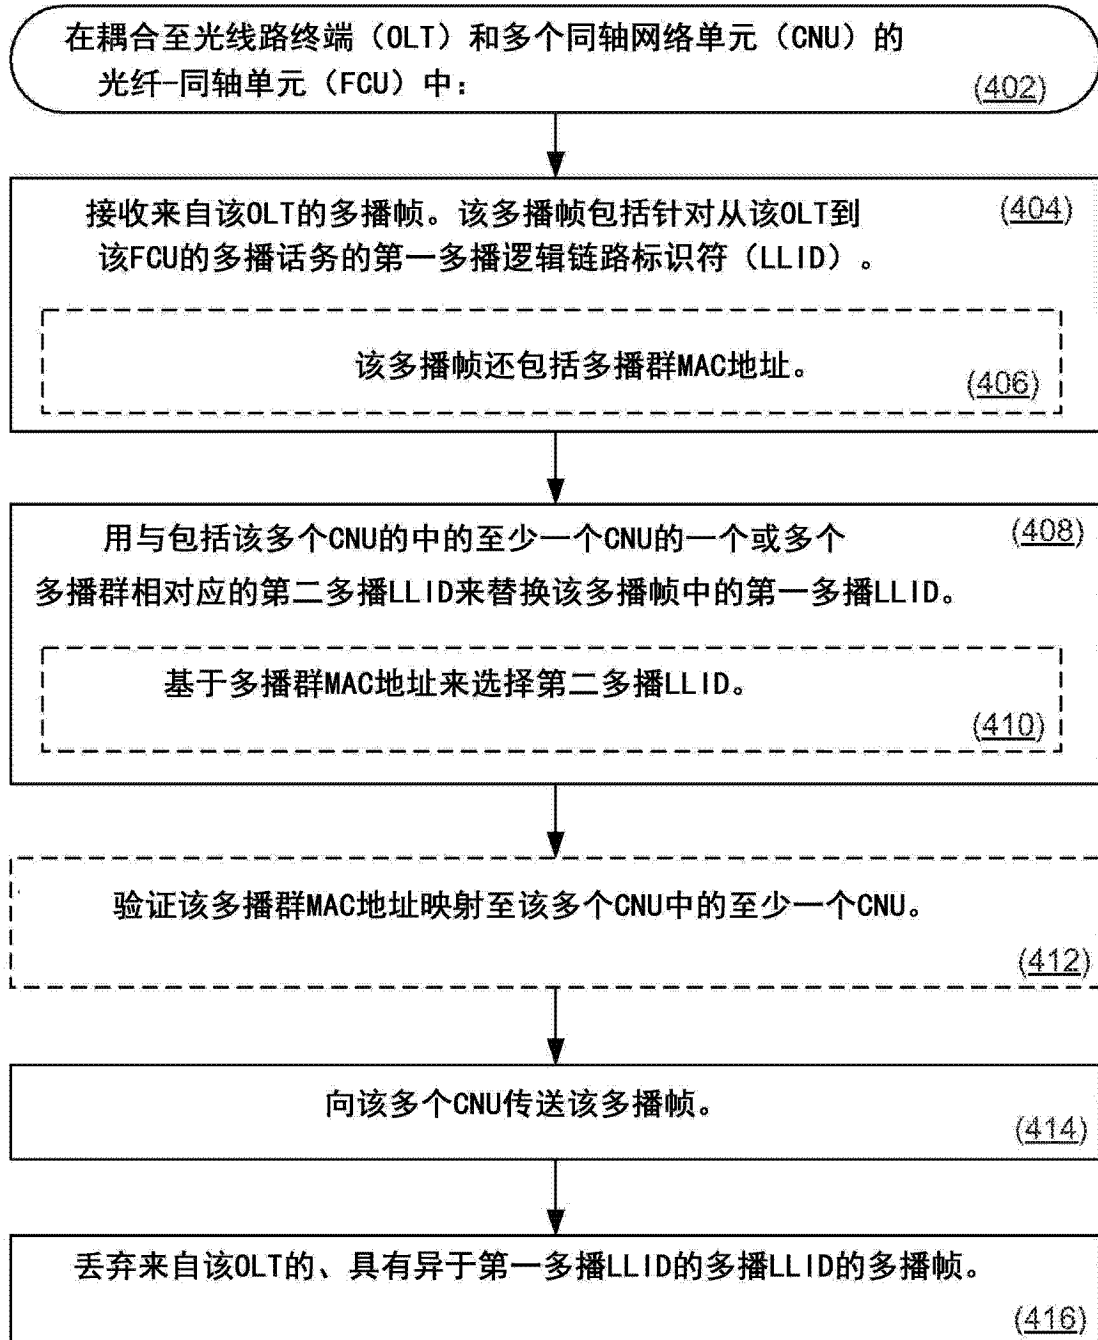 在耦合至光线路终端（OLT）和多个同轴网络单元（CNU）的
光纤-同轴单元（FCU）中：
(402)
接收来自该OLT的多播帧。该多播帧包括针对从该OLT到
(404)
该FCU的多播话务的第一多播逻辑链路标识符（LLID）。
该多播帧还包括多播群MAC地址。
(406)
用与包括该多个CNU的中的至少一个CNU的一个或多个
(408)
多播群相对应的第二多播LLID来替换该多播帧中的第一多播LLID。
基于多播群MAC地址来选择第二多播LLID。
(410)
验证该多播群MAC地址映射至该多个CNU中的至少一个CNU。
(412)
向该多个CNU传送该多播帧。
(414)
丢弃来自该OLT的、具有异于第一多播LLID的多播LLID的多播帧。
(416)